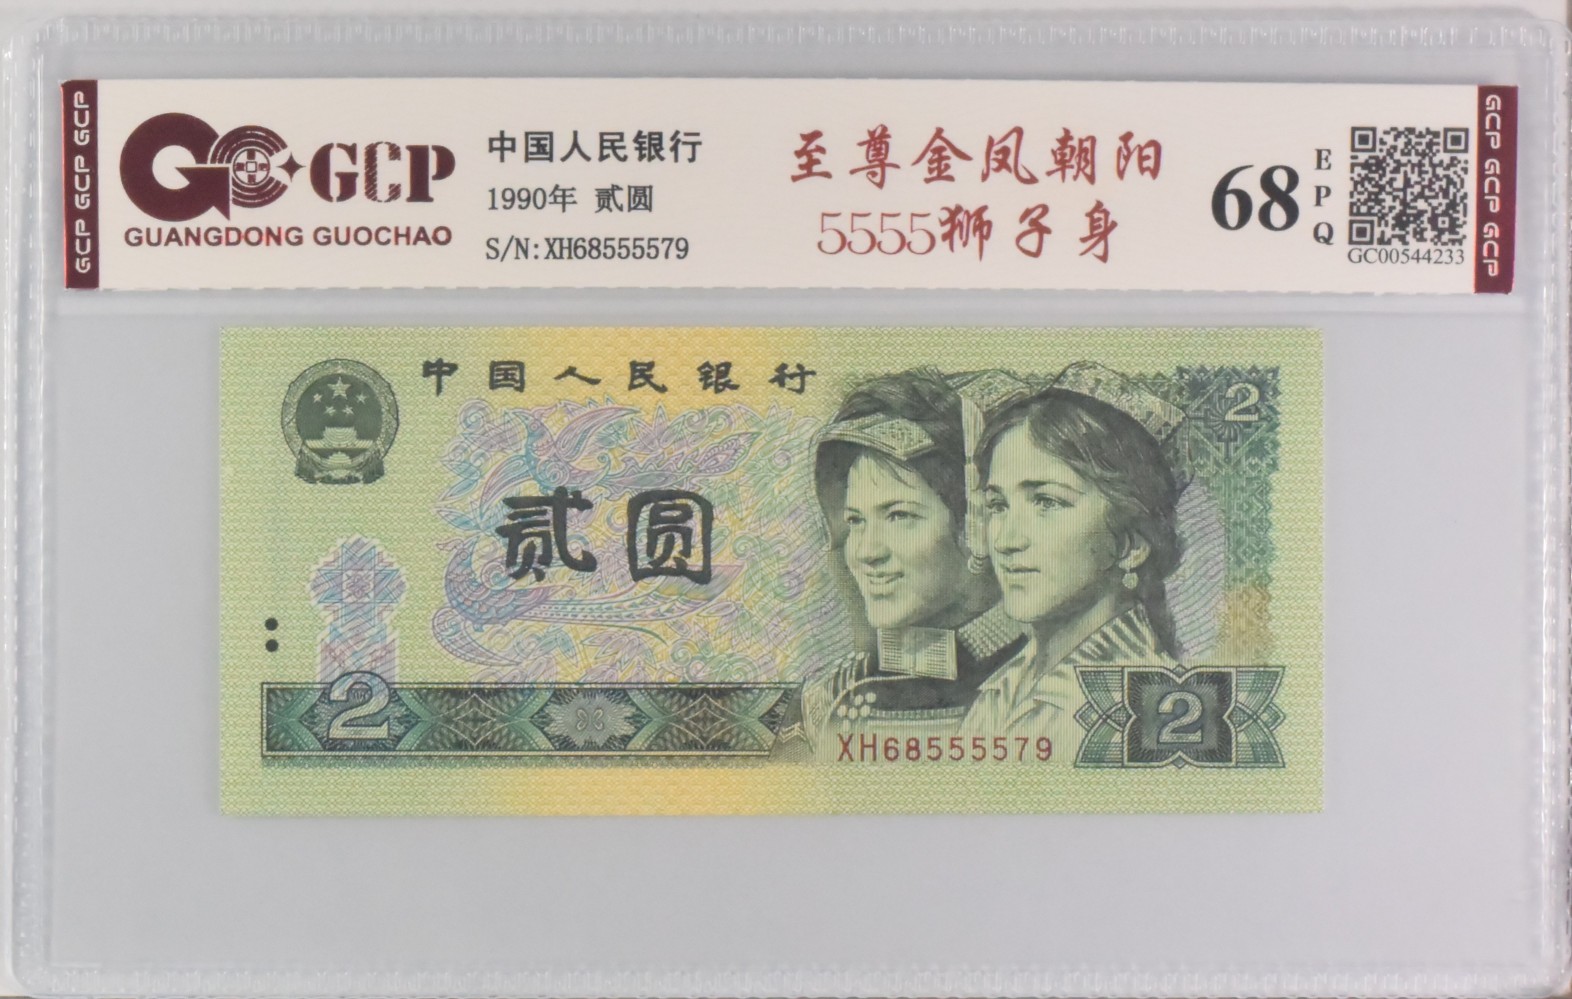 GCP GCP GCP
GCP
GUANGDONG GUOCHAO
中国人民银行
1990年 贰圆
S/N:XH68555579
至尊金凤朝阳
5555狮子身
68
EPQ
GC00544233
GCP GCP GCP
中国人民银行
2
贰圆
2
XH68555579
2